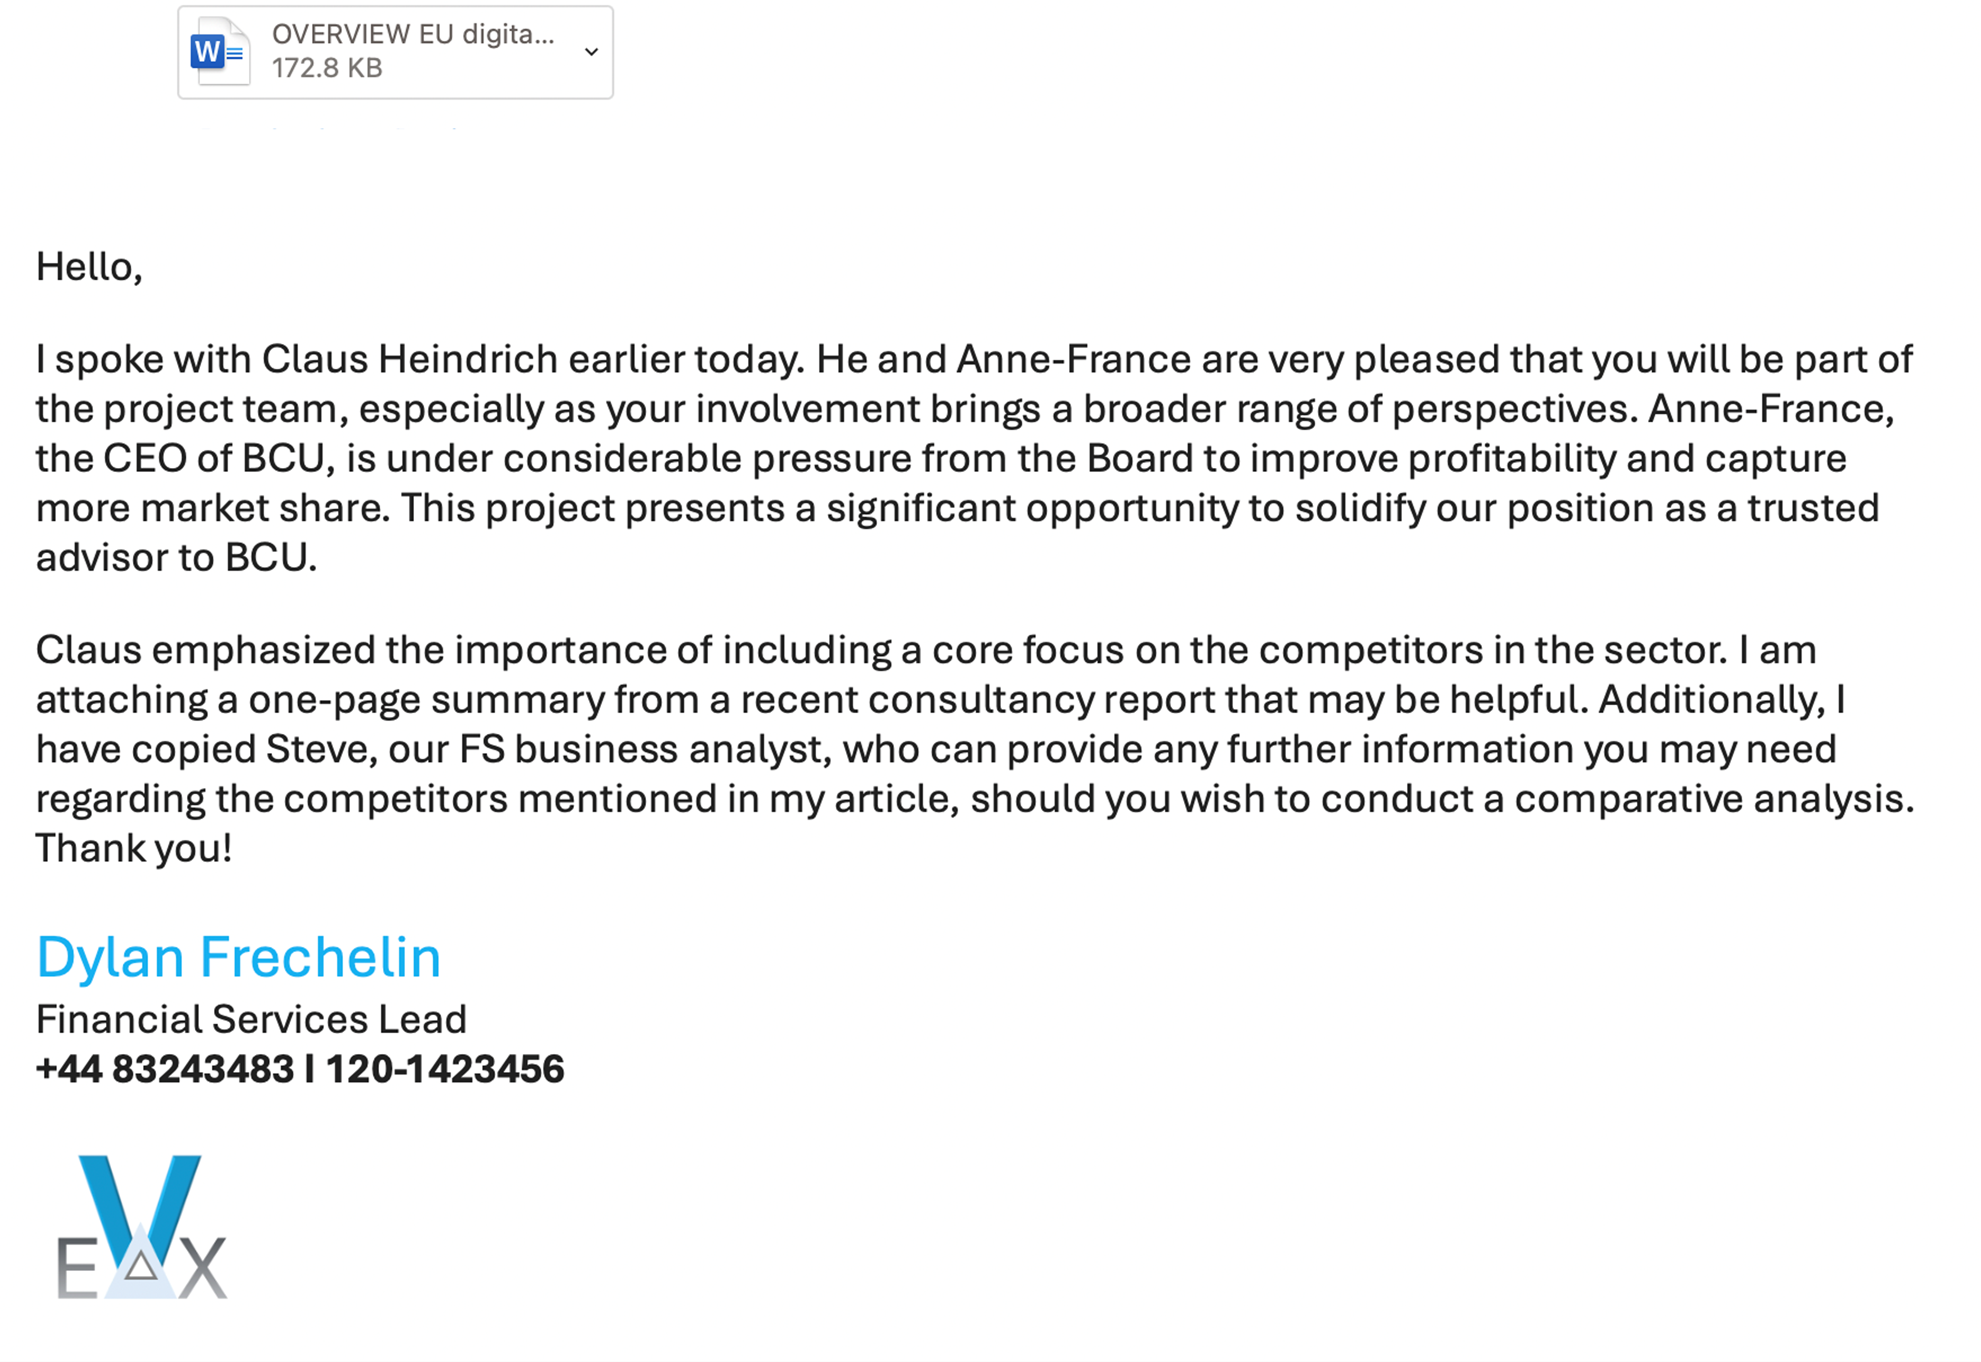 OVERVIEW EU digita...
172.8 KB
Hello,
I spoke with Claus Heindrich earlier today. He and Anne-France are very pleased that you will be part of
the project team, especially as your involvement brings a broader range of perspectives. Anne-France,
the CEO of BCU, is under considerable pressure from the Board to improve profitability and capture
more market share. This project presents a significant opportunity to solidify our position as a trusted
advisor to BCU.
Claus emphasized the importance of including a core focus on the competitors in the sector. I am
attaching a one-page summary from a recent consultancy report that may be helpful. Additionally, I
have copied Steve, our FS business analyst, who can provide any further information you may need
regarding the competitors mentioned in my article, should you wish to conduct a comparative analysis.
Thank you!
Dylan Frechelin
Financial Services Lead
+44 83243483 I 120-1423456
EVAX